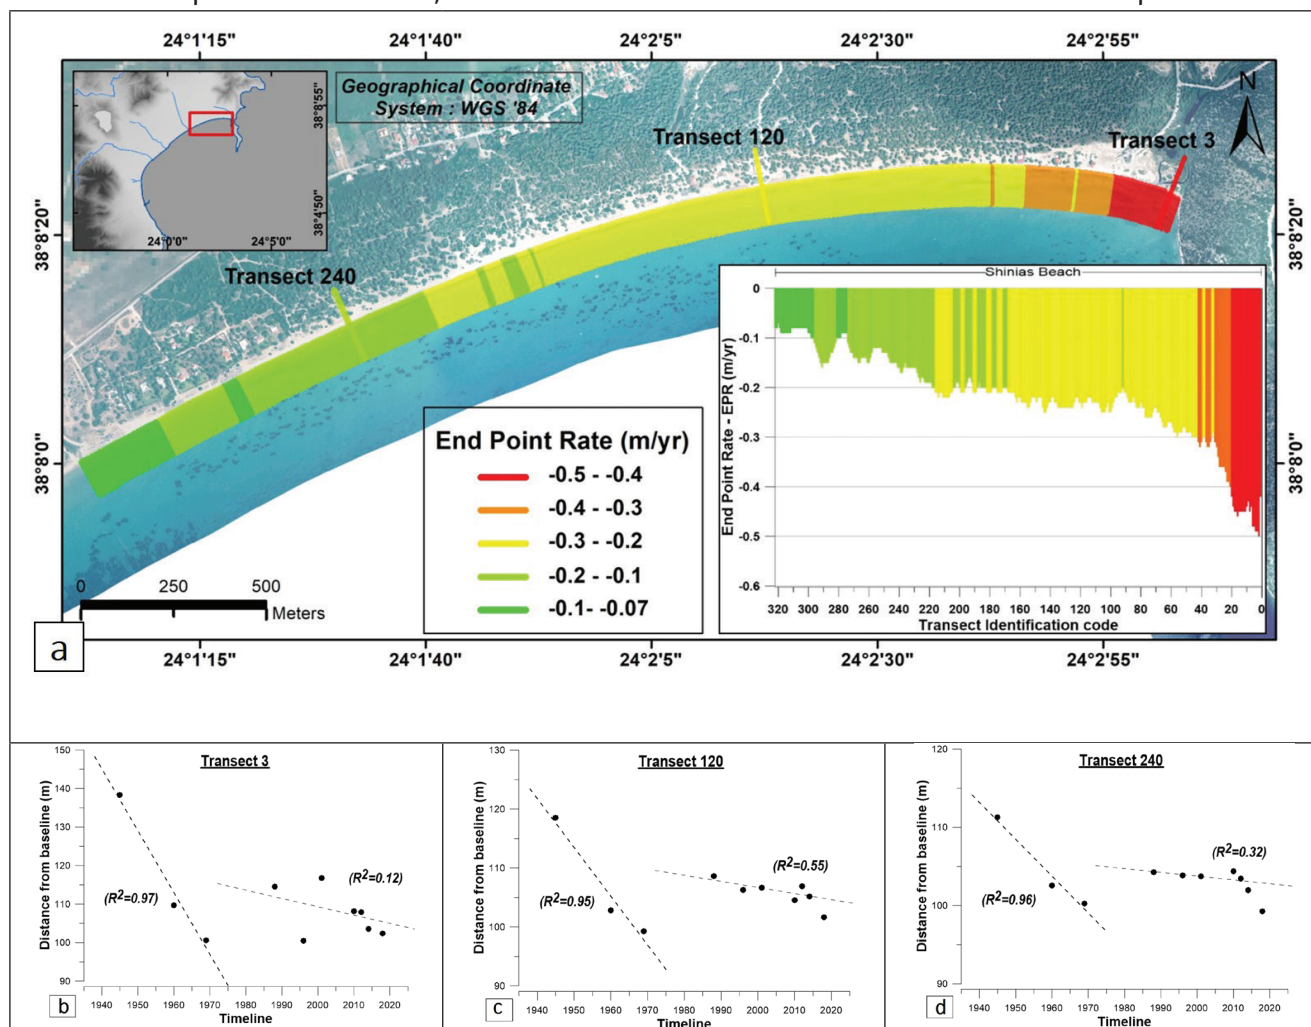 24°1'15" 24°1'40" 24°2'5" 24°2'30" 24°2'55"
Geographical Coordinate
System : WGS '84
38°8'55"
38°4'50"
24°0'0" 24°5'0"
N
Transect 120
Transect 3
Transect 240
38°8'20"
38°8'0"
38°8'20"
38°8'0"
End Point Rate (m/yr)
-0.5 - -0.4
-0.4 - -0.3
-0.3 - -0.2
-0.2 - -0.1
-0.1- -0.07
0 250 500
Meters
Shinias Beach
End Point Rate - EPR (m/yr)
0
-0.1
-0.2
-0.3
-0.4
-0.5
-0.6
320 300 280 260 240 220 200 180 160 140 120 100 80 60 40 20 0
Transect Identification code
a
24°1'15" 24°1'40" 24°2'5" 24°2'30" 24°2'55"
Transect 3
Distance from baseline (m)
150
140
130
120
110
100
90
(R2=0.97)
(R2=0.12)
1940 1950 1960 1970 1980 1990 2000 2010 2020
Timeline
b
Transect 120
Distance from baseline (m)
130
120
110
100
90
(R2=0.95)
(R2=0.55)
1940 1950 1960 1970 1980 1990 2000 2010 2020
Timeline
c
Transect 240
Distance from baseline (m)
120
110
100
90
(R2=0.96)
(R2=0.32)
1940 1950 1960 1970 1980 1990 2000 2010 2020
Timeline
d